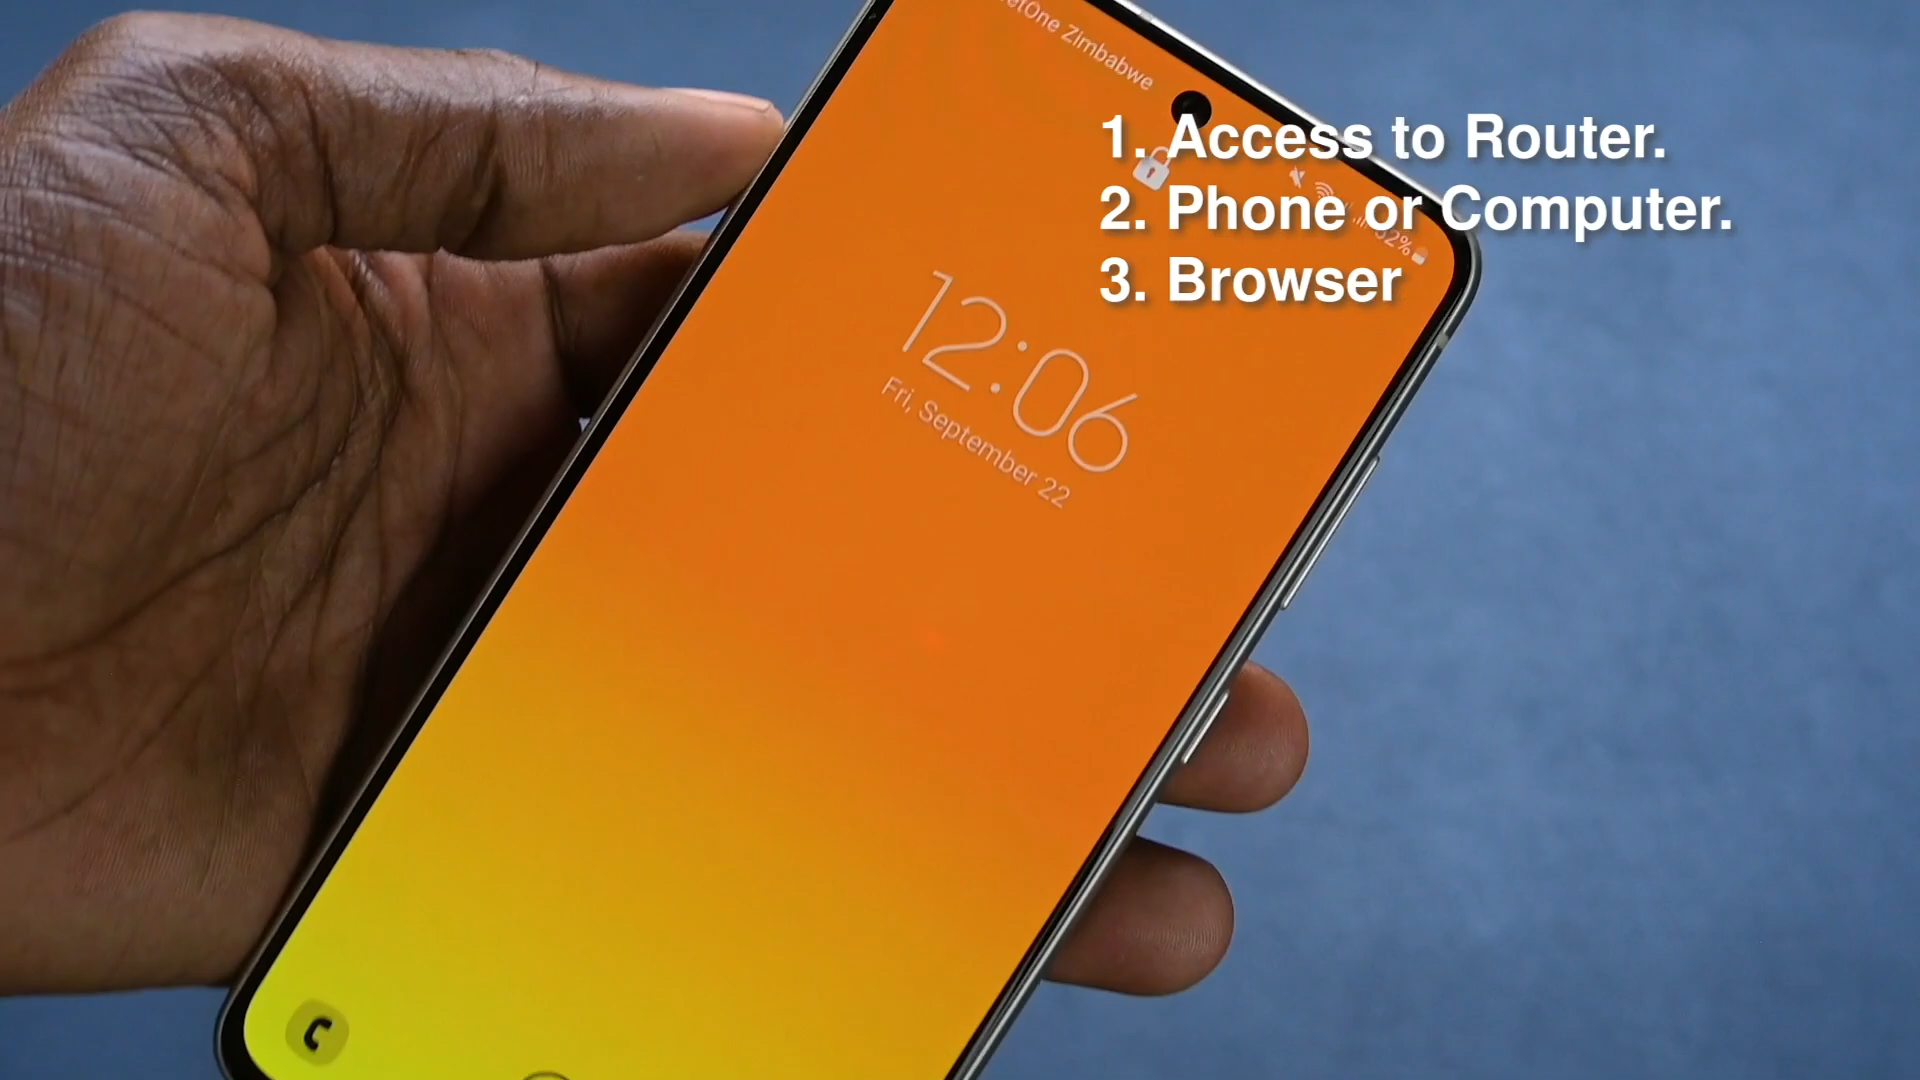 Zimbabwe
1. Access to Router.
2. Phone or Computer.
3. Browser
12:06
Fri, September 22